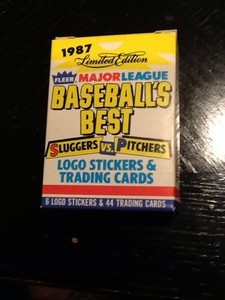 1987
Limited Edition
FLEER MAJOR LEAGUE
BASEBALL'S
BEST
SLUGGERS VS. PITCHERS
LOGO STICKERS &
TRADING CARDS
6 LOGO STICKERS & 44 TRADING CARDS